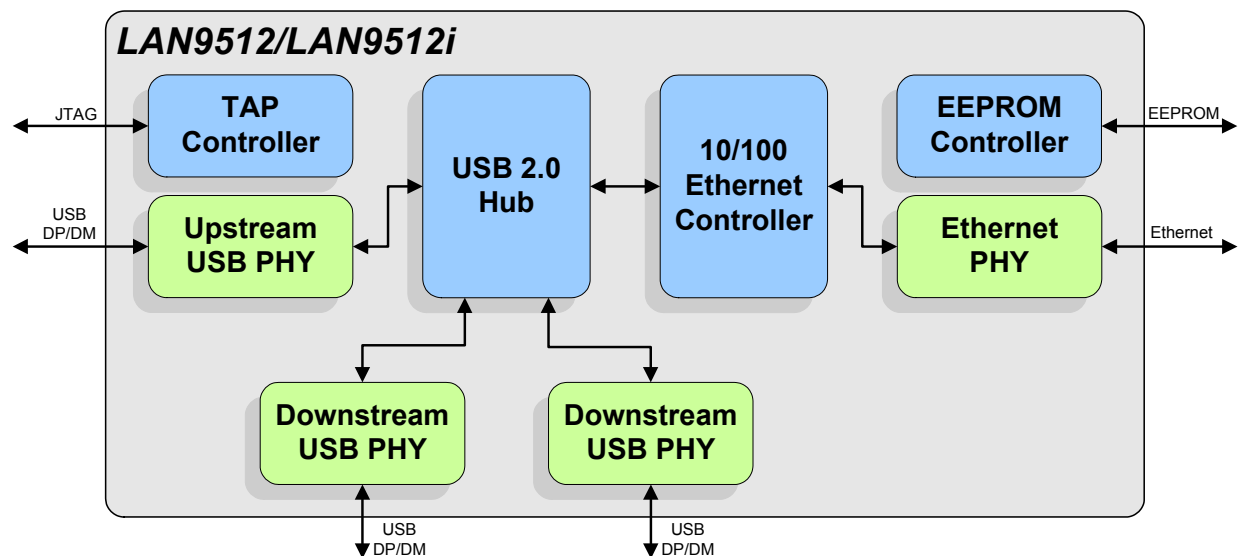 LAN9512/LAN9512i
JTAG
TAP
Controller
USB 2.0
Hub
10/100
Ethernet
Controller
EEPROM
Controller
EEPROM
USB
DP/DM
Upstream
USB PHY
Ethernet
PHY
Ethernet
Downstream
USB PHY
Downstream
USB PHY
USB
DP/DM
USB
DP/DM